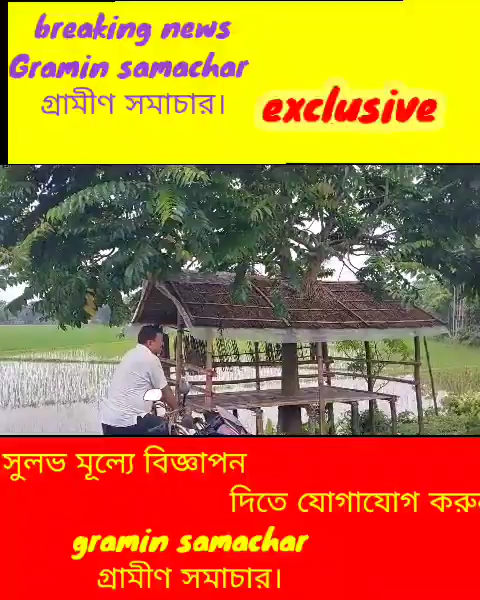 breaking news
Gramin samachar
গ্রামীণ সমাচার।
exclusive
সুলভ মূল্যে বিজ্ঞাপন
দিতে যোগাযোগ করুন
gramin samachar
গ্রামীণ সমাচার।